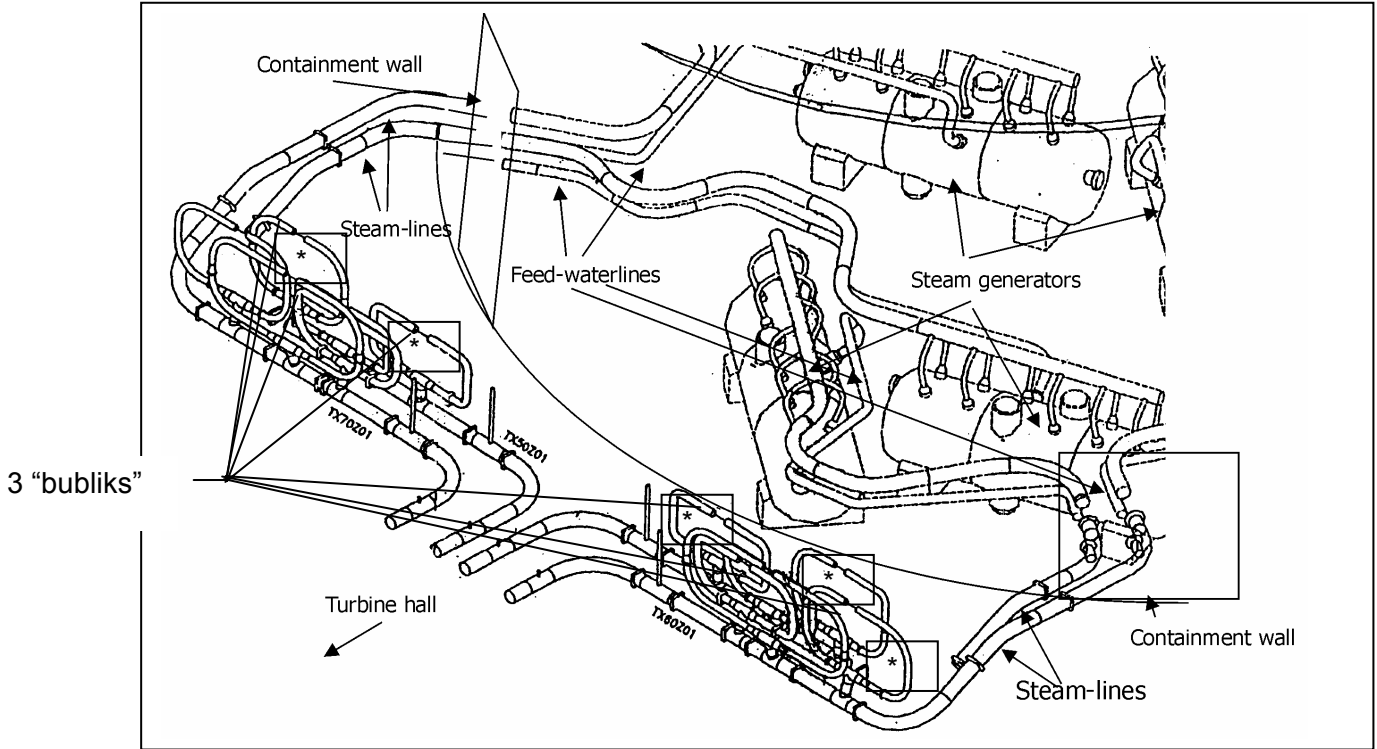 Containment wall
Steam-lines
Feed-waterlines
Steam generators
TX70Z01
TX50Z01
3 “bubliks”
*
*
*
*
*
Turbine hall
TX60Z01
Containment wall
Steam-lines